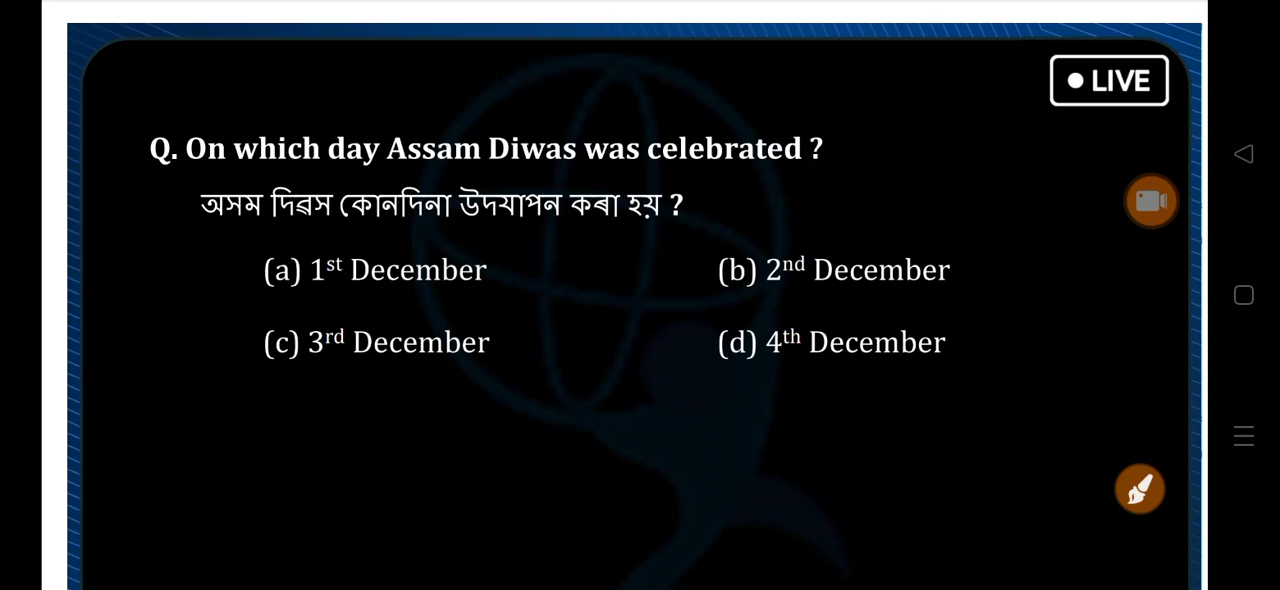 ● LIVE
Q. On which day Assam Diwas was celebrated ?
অসম দিৱস কোনদিনা উদযাপন কৰা হয় ?
(a) 1st December (b) 2nd December
(c) 3rd December (d) 4th December